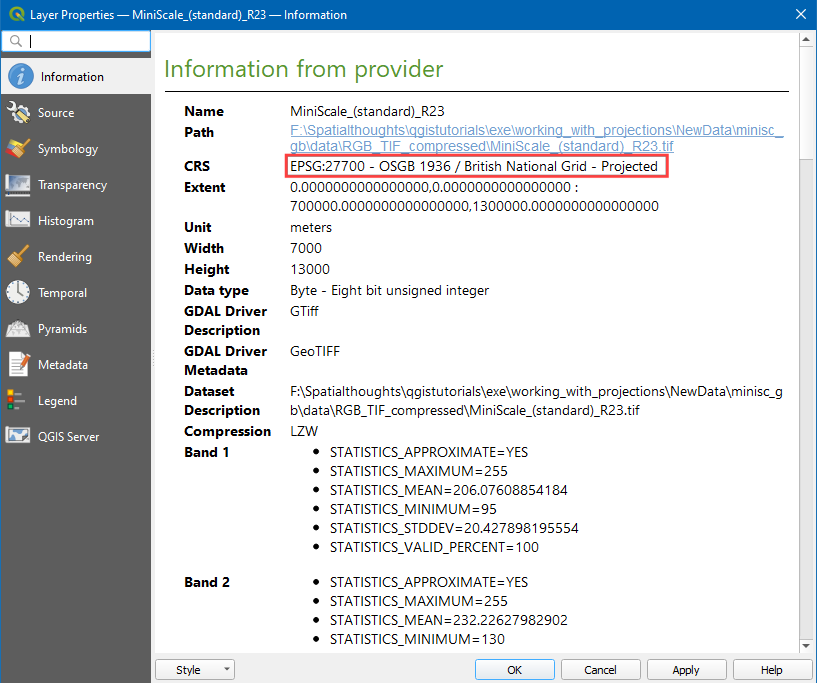 Layer Properties — MiniScale_(standard)_R23 — Information
Information
Source
Symbology
Transparency
Histogram
Rendering
Temporal
Pyramids
Metadata
Legend
QGIS Server
Information from provider
Name MiniScale_(standard)_R23
Path F:\Spatialthoughts\qgistutorials\exe\working_with_projections\NewData\minisc_
gb\data\RGB_TIF_compressed\MiniScale_(standard)_R23.tif
CRS EPSG:27700 - OSGB 1936 / British National Grid - Projected
Extent 0.0000000000000000,0.0000000000000000 :
700000.0000000000000000,1300000.0000000000000000
Unit meters
Width 7000
Height 13000
Data type Byte - Eight bit unsigned integer
GDAL Driver GTiff
Description
GDAL Driver GeoTIFF
Metadata
Dataset F:\Spatialthoughts\qgistutorials\exe\working_with_projections\NewData\minisc_g
Description b\data\RGB_TIF_compressed\MiniScale_(standard)_R23.tif
Compression LZW
Band 1 • STATISTICS_APPROXIMATE=YES
• STATISTICS_MAXIMUM=255
• STATISTICS_MEAN=206.07608854184
• STATISTICS_MINIMUM=95
• STATISTICS_STDDEV=20.427898195554
• STATISTICS_VALID_PERCENT=100
Band 2 • STATISTICS_APPROXIMATE=YES
• STATISTICS_MAXIMUM=255
• STATISTICS_MEAN=232.22627982902
• STATISTICS_MINIMUM=130
Style OK Cancel Apply Help